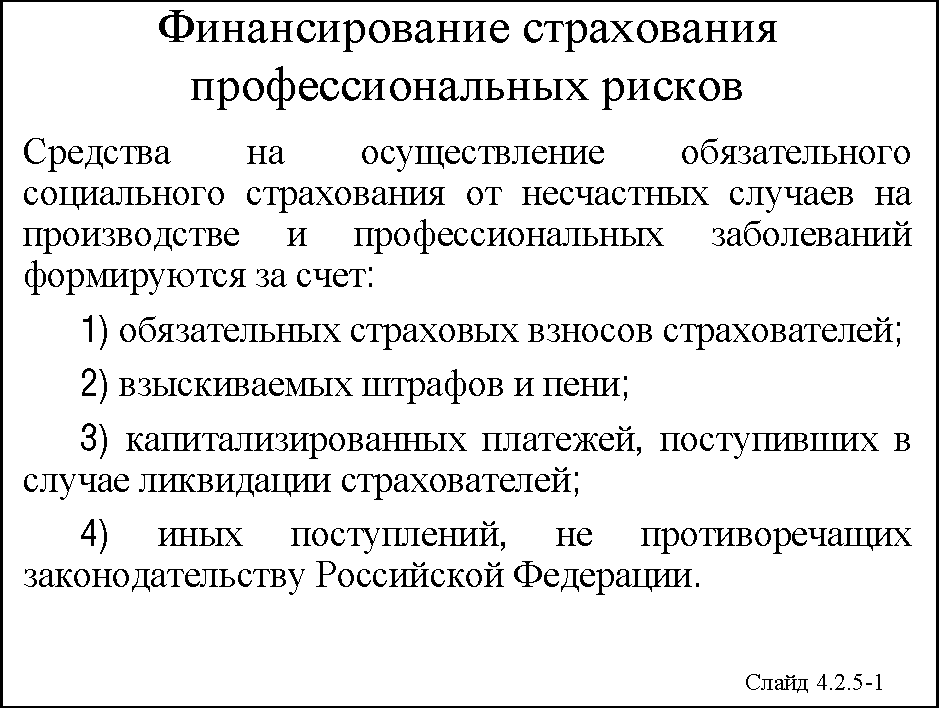 Финансирование страхования
профессиональных рисков
Средства на осуществление обязательного
социального страхования от несчастных случаев на
производстве и профессиональных заболеваний
формируются за счет:
1) обязательных страховых взносов страхователей;
2) взыскиваемых штрафов и пени;
3) капитализированных платежей, поступивших в
случае ликвидации страхователей;
4) иных поступлений, не противоречащих
законодательству Российской Федерации.
Слайд 4.2.5-1